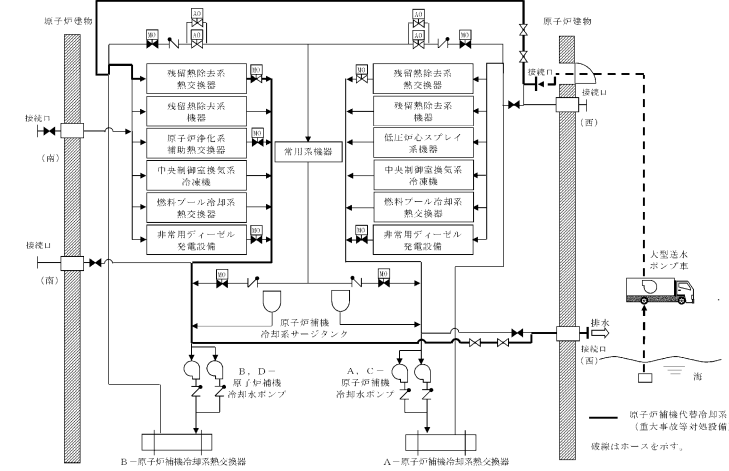 原子炉建物
原子炉建物
AO
AO
AO
AO
MO
MO
接続口
(南)
接続口
(南)
残留熱除去系
熱交換器
MO
残留熱除去系
機器
原子炉浄化系
補助熱交換器
MO
中央制御室換気系
冷凍機
燃料プール冷却系
熱交換器
非常用ディーゼル
発電設備
MO
常用系機器
MO
残留熱除去系
熱交換器
残留熱除去系
機器
低圧炉心スプレイ
系機器
中央制御室換気系
冷凍機
燃料プール冷却系
熱交換器
MO
非常用ディーゼル
発電設備
接続口
接続口
(西)
大型送水
ポンプ車
MO
MO
原子炉補機
冷却系サージタンク
排水
接続口
(西)
海
B,D-
原子炉補機
冷却水ポンプ
A,C-
原子炉補機
冷却水ポンプ
B-原子炉補機冷却系熱交換器
A-原子炉補機冷却系熱交換器
原子炉補機代替冷却系
(重大事故等対処設備)
破線はホースを示す。